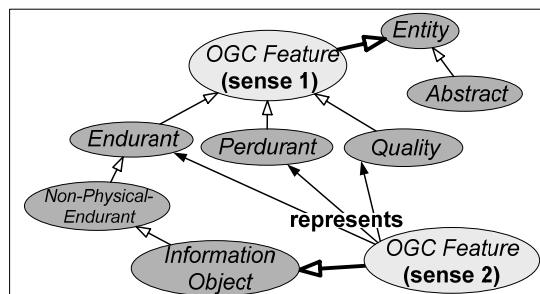 Entity
OGC Feature
(sense 1)
Abstract
Endurant
Perdurant
Quality
Non-Physical-
Endurant
represents
Information
Object
OGC Feature
(sense 2)